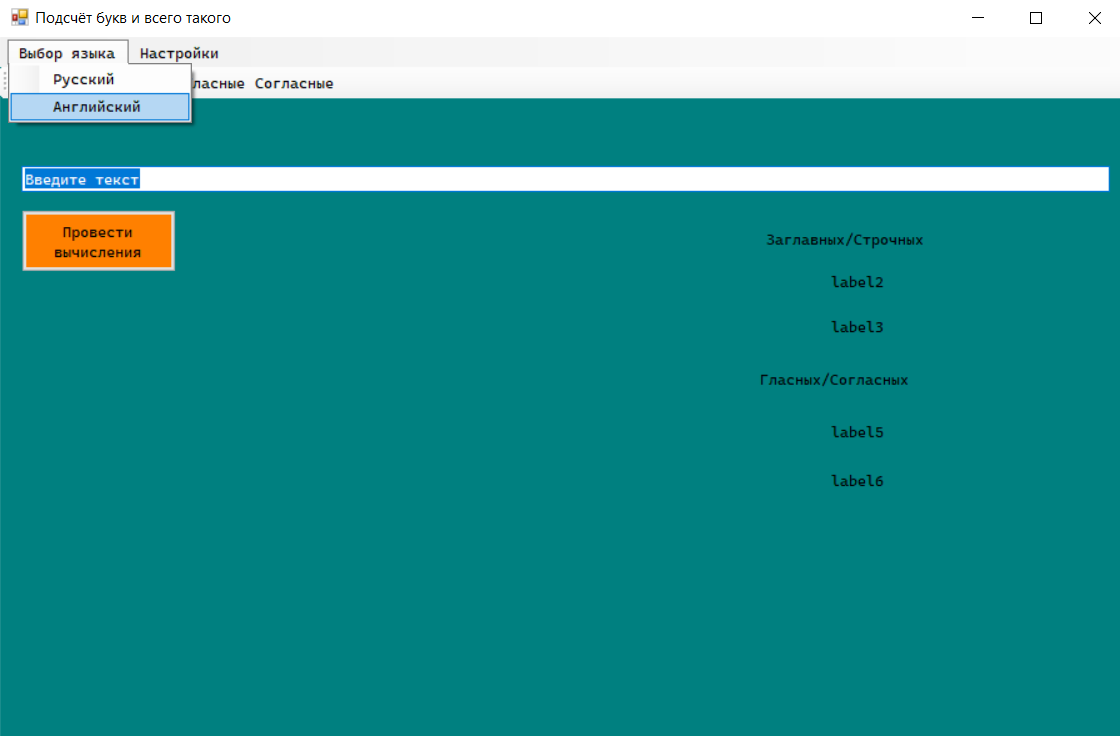 Подсчёт букв и всего такого
Выбор языка Настройки
Русский
Английский
Согласные
Введите текст
Провести
вычисления
Заглавных/Строчных
label2
label3
Гласных/Согласных
label5
label6